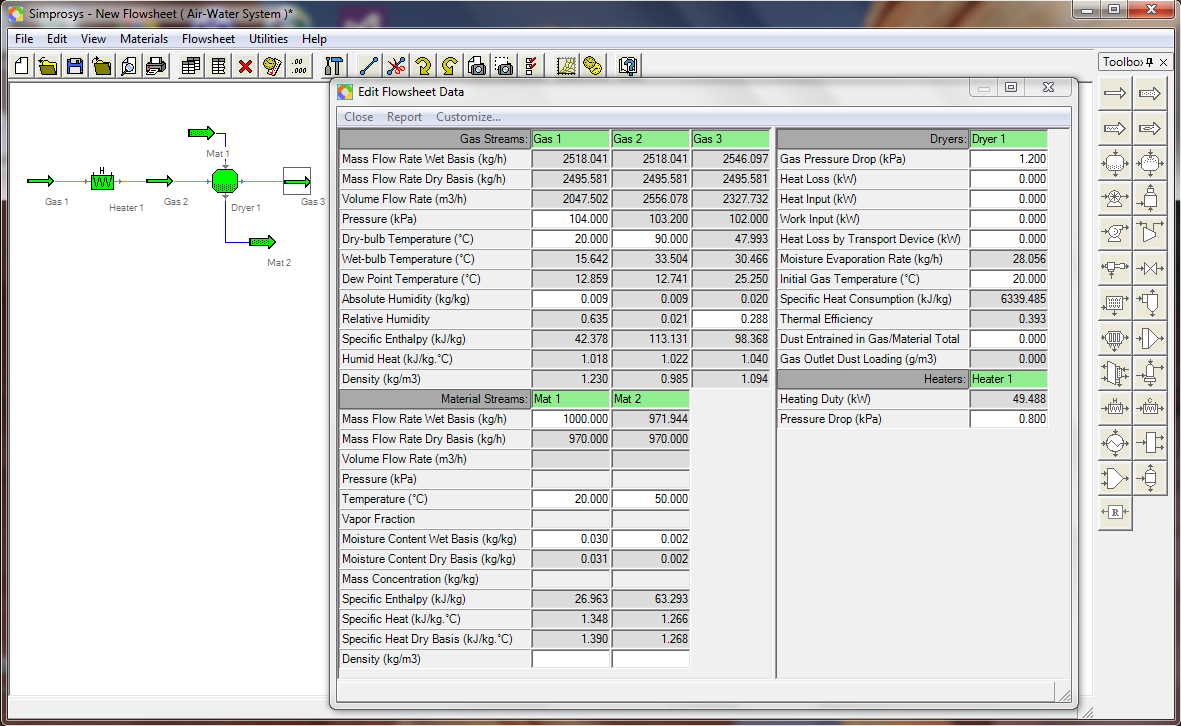 Simprosys - New Flowsheet ( Air-Water System )*
File Edit View Materials Flowsheet Utilities Help
.00
.000
Toolbox
Mat 1
H
Gas 1
Heater 1
Gas 2
Dryer 1
Gas 3
Mat 2
Edit Flowsheet Data
Close Report Customize...
Gas Streams: Gas 1 Gas 2 Gas 3
Mass Flow Rate Wet Basis (kg/h) 2518.041 2518.041 2546.097
Mass Flow Rate Dry Basis (kg/h) 2495.581 2495.581 2495.581
Volume Flow Rate (m3/h) 2047.502 2556.078 2327.732
Pressure (kPa) 104.000 103.200 102.000
Dry-bulb Temperature (°C) 20.000 90.000 47.993
Wet-bulb Temperature (°C) 15.642 33.504 30.466
Dew Point Temperature (°C) 12.859 12.741 25.250
Absolute Humidity (kg/kg) 0.009 0.009 0.020
Relative Humidity 0.635 0.021 0.288
Specific Enthalpy (kJ/kg) 42.378 113.131 98.368
Humid Heat (kJ/kg.°C) 1.018 1.022 1.040
Density (kg/m3) 1.230 0.985 1.094
Material Streams: Mat 1 Mat 2
Mass Flow Rate Wet Basis (kg/h) 1000.000 971.944
Mass Flow Rate Dry Basis (kg/h) 970.000 970.000
Volume Flow Rate (m3/h)
Pressure (kPa)
Temperature (°C) 20.000 50.000
Vapor Fraction
Moisture Content Wet Basis (kg/kg) 0.030 0.002
Moisture Content Dry Basis (kg/kg) 0.031 0.002
Mass Concentration (kg/kg)
Specific Enthalpy (kJ/kg) 26.963 63.293
Specific Heat (kJ/kg.°C) 1.348 1.266
Specific Heat Dry Basis (kJ/kg.°C) 1.390 1.268
Density (kg/m3)
Dryers: Dryer 1
Gas Pressure Drop (kPa) 1.200
Heat Loss (kW) 0.000
Heat Input (kW) 0.000
Work Input (kW) 0.000
Heat Loss by Transport Device (kW) 0.000
Moisture Evaporation Rate (kg/h) 28.056
Initial Gas Temperature (°C) 20.000
Specific Heat Consumption (kJ/kg) 6339.485
Thermal Efficiency 0.393
Dust Entrained in Gas/Material Total 0.000
Gas Outlet Dust Loading (g/m3) 0.000
Heaters: Heater 1
Heating Duty (kW) 49.488
Pressure Drop (kPa) 0.800
H C
R